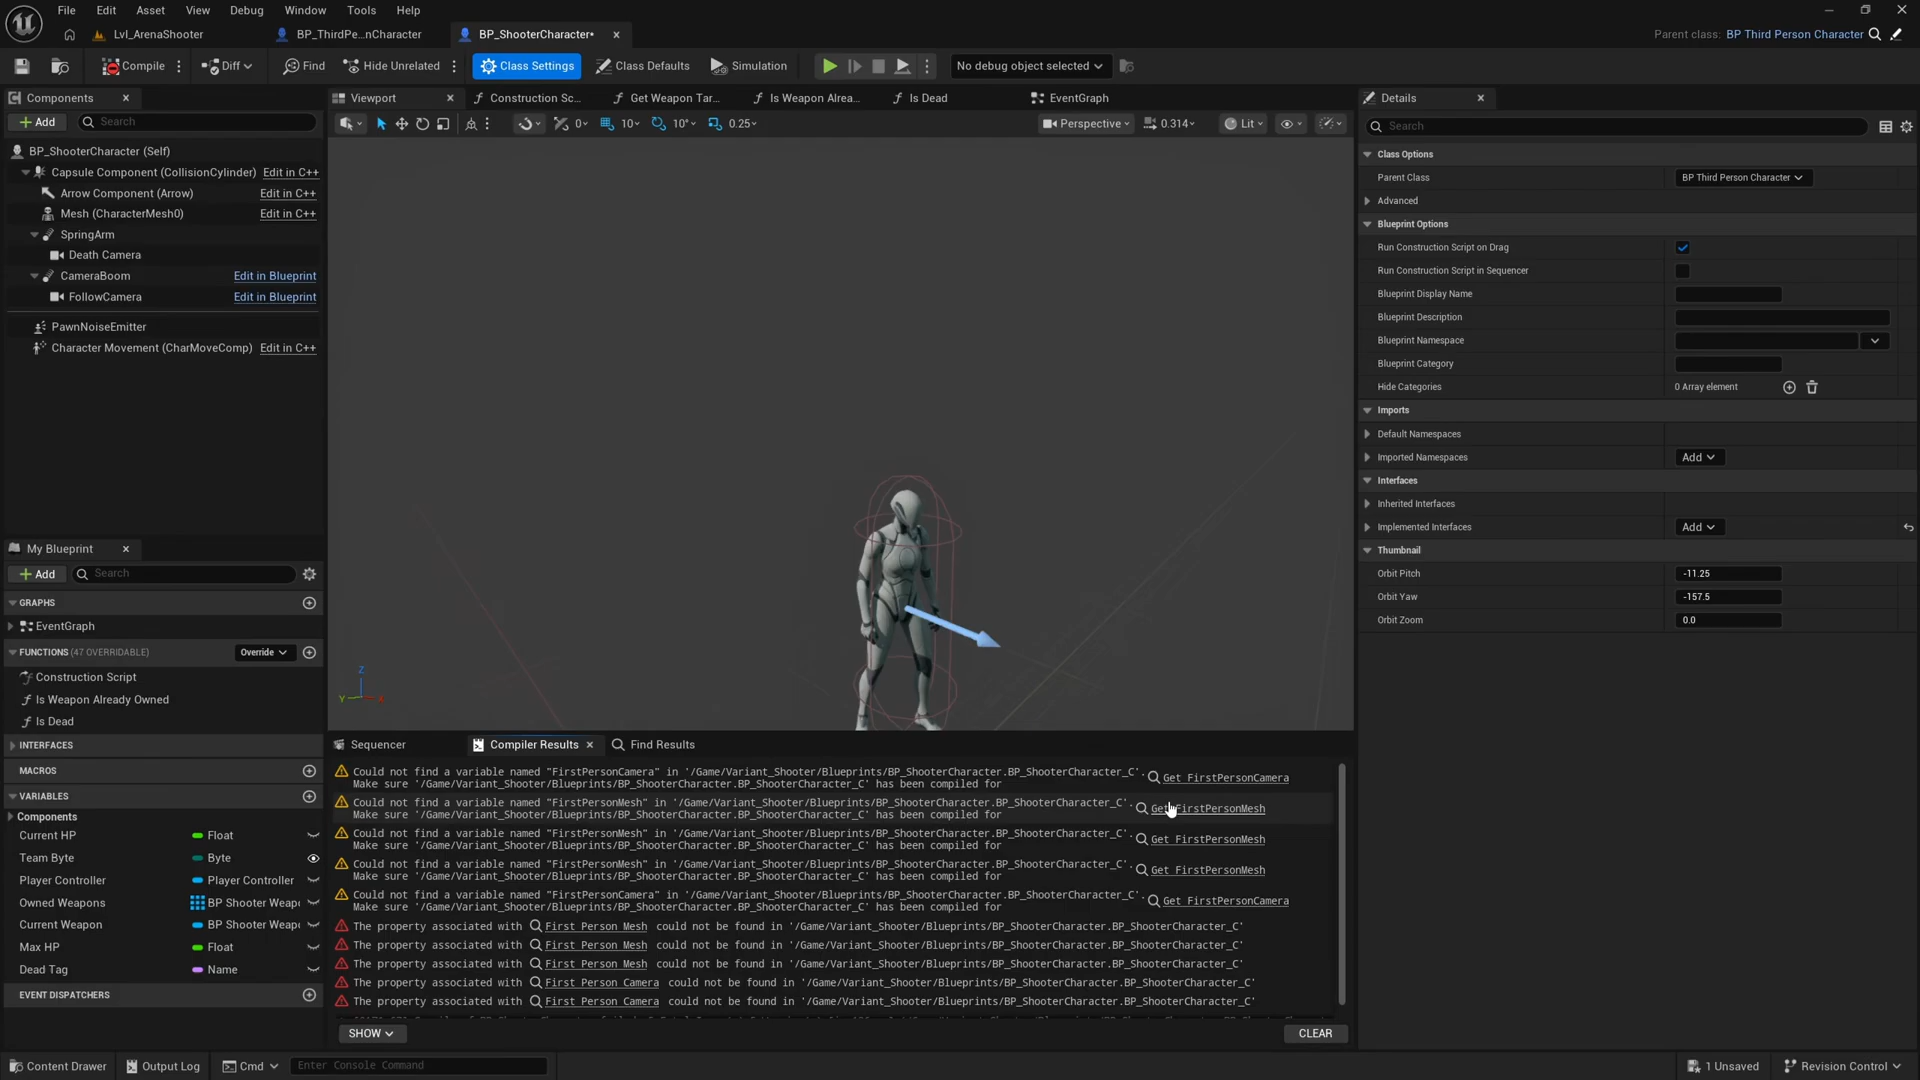 File Edit Asset View Debug Window Tools Help
Lvl_ArenaShooter BP_ThirdPe...nCharacter BP_ShooterCharacter*
Parent class: BP Third Person Character
Compile Diff Find Hide Unrelated Class Settings Class Defaults Simulation No debug object selected
Components
Viewport Construction Sc... Get Weapon Tar... Is Weapon Alrea... Is Dead EventGraph
Details
Add Search
10 10° 0.25 Perspective 0.314 Lit
Search
BP_ShooterCharacter (Self)
Capsule Component (CollisionCylinder) Edit in C++
Arrow Component (Arrow) Edit in C++
Mesh (CharacterMesh0) Edit in C++
SpringArm
Death Camera
CameraBoom Edit in Blueprint
FollowCamera Edit in Blueprint
PawnNoiseEmitter
Character Movement (CharMoveComp) Edit in C++
Class Options
Parent Class BP Third Person Character
Advanced
Blueprint Options
Run Construction Script on Drag
Run Construction Script in Sequencer
Blueprint Display Name
Blueprint Description
Blueprint Namespace
Blueprint Category
Hide Categories 0 Array element
Imports
Default Namespaces
Imported Namespaces Add
Interfaces
Inherited Interfaces
Implemented Interfaces Add
Thumbnail
Orbit Pitch -11.25
Orbit Yaw -157.5
Orbit Zoom 0.0
My Blueprint
Add Search
GRAPHS
EventGraph
FUNCTIONS (47 OVERRIDABLE) Override
Construction Script
Is Weapon Already Owned
Is Dead
INTERFACES
MACROS
VARIABLES
Components
Current HP Float
Team Byte Byte
Player Controller Player Controller
Owned Weapons BP Shooter Weap
Current Weapon BP Shooter Weap
Max HP Float
Dead Tag Name
EVENT DISPATCHERS
Z
Y X
Sequencer Compiler Results Find Results
Could not find a variable named "FirstPersonCamera" in '/Game/Variant_Shooter/Blueprints/BP_ShooterCharacter.BP_ShooterCharacter_C'. Get FirstPersonCamera
Make sure '/Game/Variant_Shooter/Blueprints/BP_ShooterCharacter.BP_ShooterCharacter_C' has been compiled for
Could not find a variable named "FirstPersonMesh" in '/Game/Variant_Shooter/Blueprints/BP_ShooterCharacter.BP_ShooterCharacter_C'. Get FirstPersonMesh
Make sure '/Game/Variant_Shooter/Blueprints/BP_ShooterCharacter.BP_ShooterCharacter_C' has been compiled for
Could not find a variable named "FirstPersonMesh" in '/Game/Variant_Shooter/Blueprints/BP_ShooterCharacter.BP_ShooterCharacter_C'. Get FirstPersonMesh
Make sure '/Game/Variant_Shooter/Blueprints/BP_ShooterCharacter.BP_ShooterCharacter_C' has been compiled for
Could not find a variable named "FirstPersonMesh" in '/Game/Variant_Shooter/Blueprints/BP_ShooterCharacter.BP_ShooterCharacter_C'. Get FirstPersonMesh
Make sure '/Game/Variant_Shooter/Blueprints/BP_ShooterCharacter.BP_ShooterCharacter_C' has been compiled for
Could not find a variable named "FirstPersonCamera" in '/Game/Variant_Shooter/Blueprints/BP_ShooterCharacter.BP_ShooterCharacter_C'. Get FirstPersonCamera
Make sure '/Game/Variant_Shooter/Blueprints/BP_ShooterCharacter.BP_ShooterCharacter_C' has been compiled for
The property associated with First Person Mesh could not be found in '/Game/Variant_Shooter/Blueprints/BP_ShooterCharacter.BP_ShooterCharacter_C'
The property associated with First Person Mesh could not be found in '/Game/Variant_Shooter/Blueprints/BP_ShooterCharacter.BP_ShooterCharacter_C'
The property associated with First Person Mesh could not be found in '/Game/Variant_Shooter/Blueprints/BP_ShooterCharacter.BP_ShooterCharacter_C'
The property associated with First Person Camera could not be found in '/Game/Variant_Shooter/Blueprints/BP_ShooterCharacter.BP_ShooterCharacter_C'
The property associated with First Person Camera could not be found in '/Game/Variant_Shooter/Blueprints/BP_ShooterCharacter.BP_ShooterCharacter_C'
SHOW CLEAR
Content Drawer Output Log Cmd Enter Console Command 1 Unsaved Revision Control